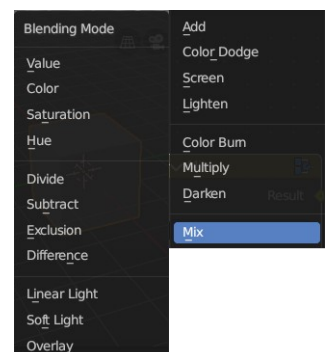 Blending Mode
Value
Color
Saturation
Hue
Divide
Subtract
Exclusion
Difference
Linear Light
Soft Light
Overlay
Add
Color Dodge
Screen
Lighten
Color Burn
Multiply
Darken
Result
Mix